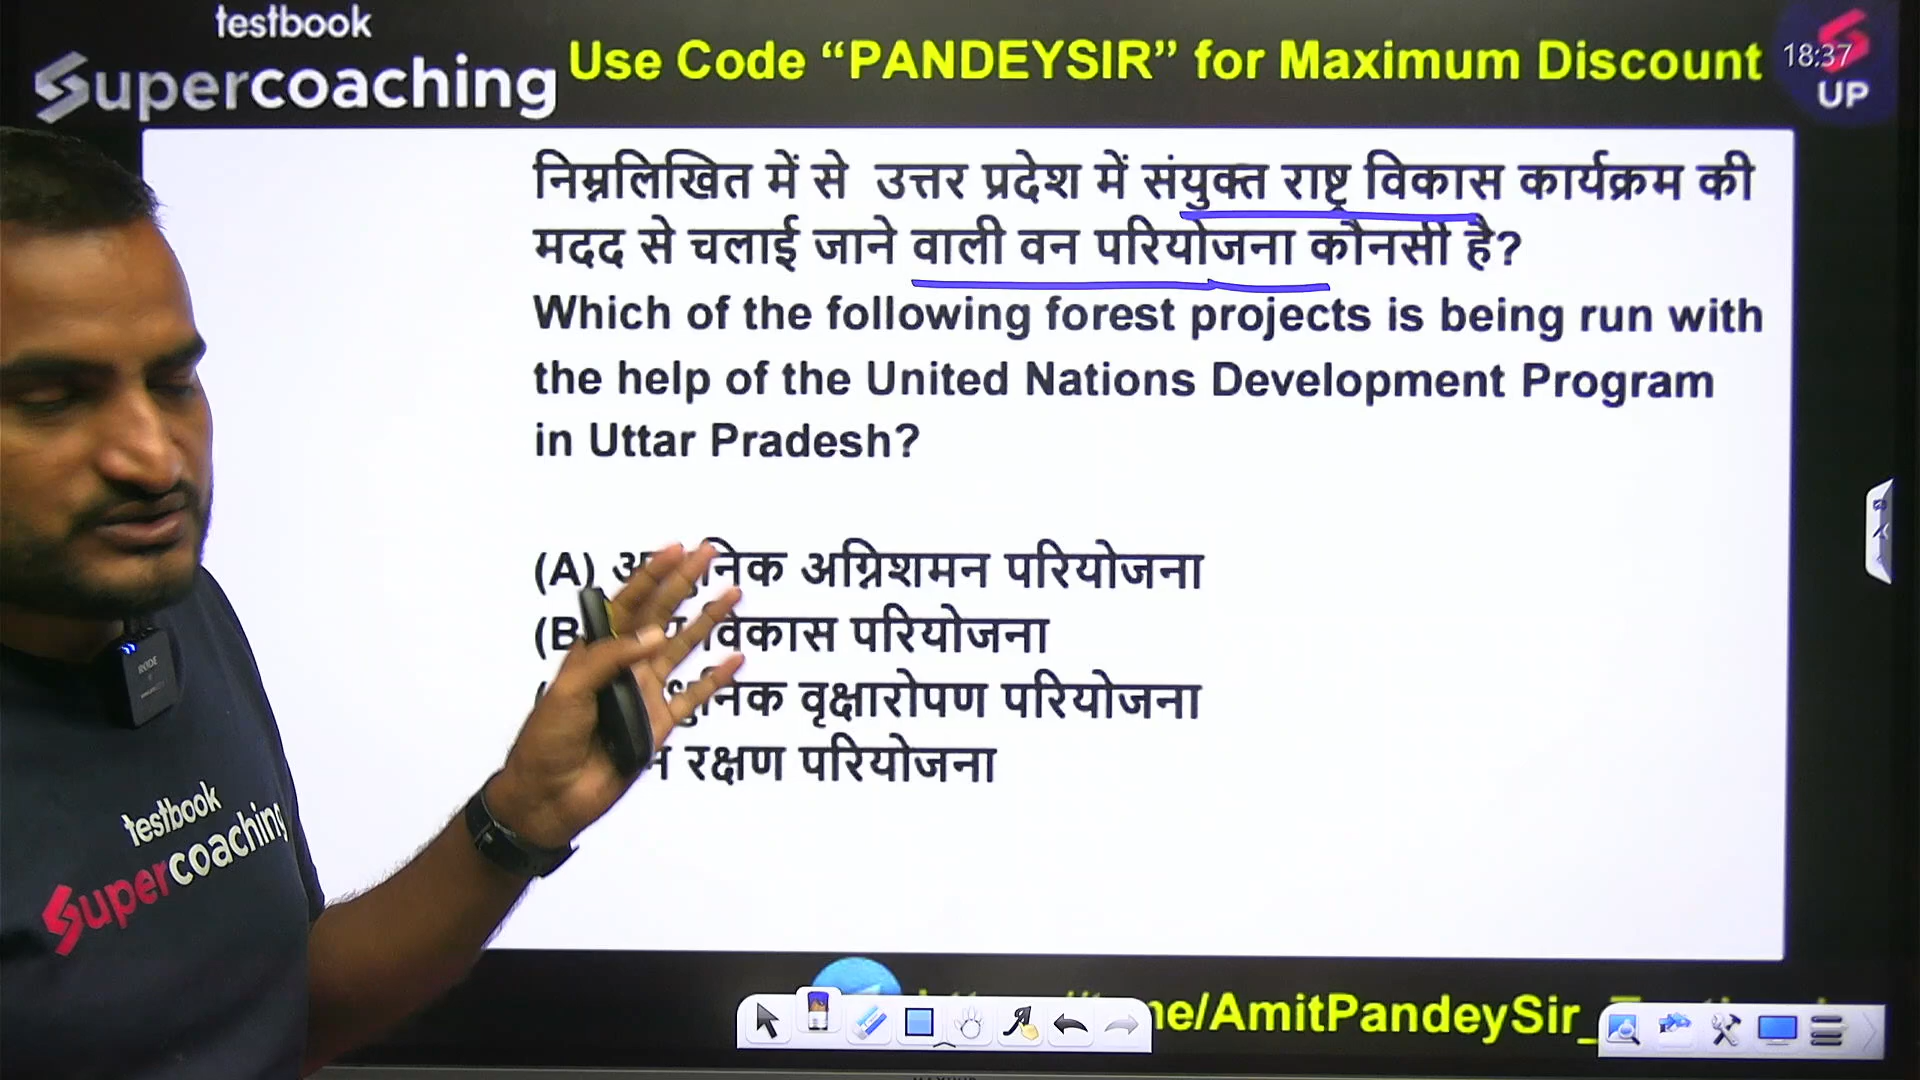 testbook
Supercoaching
Use Code “PANDEYSIR” for Maximum Discount
18:37
UP
निम्नलिखित में से उत्तर प्रदेश में संयुक्त राष्ट्र विकास कार्यक्रम की
मदद से चलाई जाने वाली वन परियोजना कौनसी है?
Which of the following forest projects is being run with
the help of the United Nations Development Program
in Uttar Pradesh?
(A) अग्निशमन परियोजना
(B विकास परियोजना
वृक्षारोपण परियोजना
रक्षण परियोजना
testbook
Supercoaching
RODE
me/AmitPandeySir_